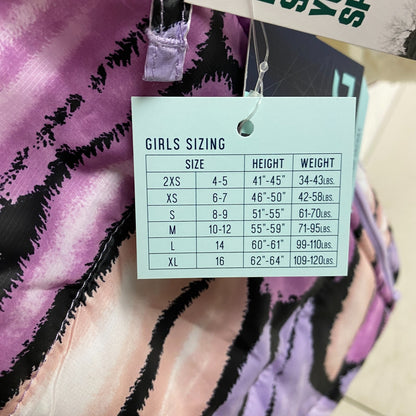 YOU
GIRLS SIZING
SIZE HEIGHT WEIGHT
2XS 4-5 41"-45" 34-43LBS.
XS 6-7 46"-50" 42-58LBS.
S 8-9 51"-55" 61-70LBS.
M 10-12 55"-59" 71-95LBS.
L 14 60"-61" 99-110LBS.
XL 16 62"-64" 109-120LBS.